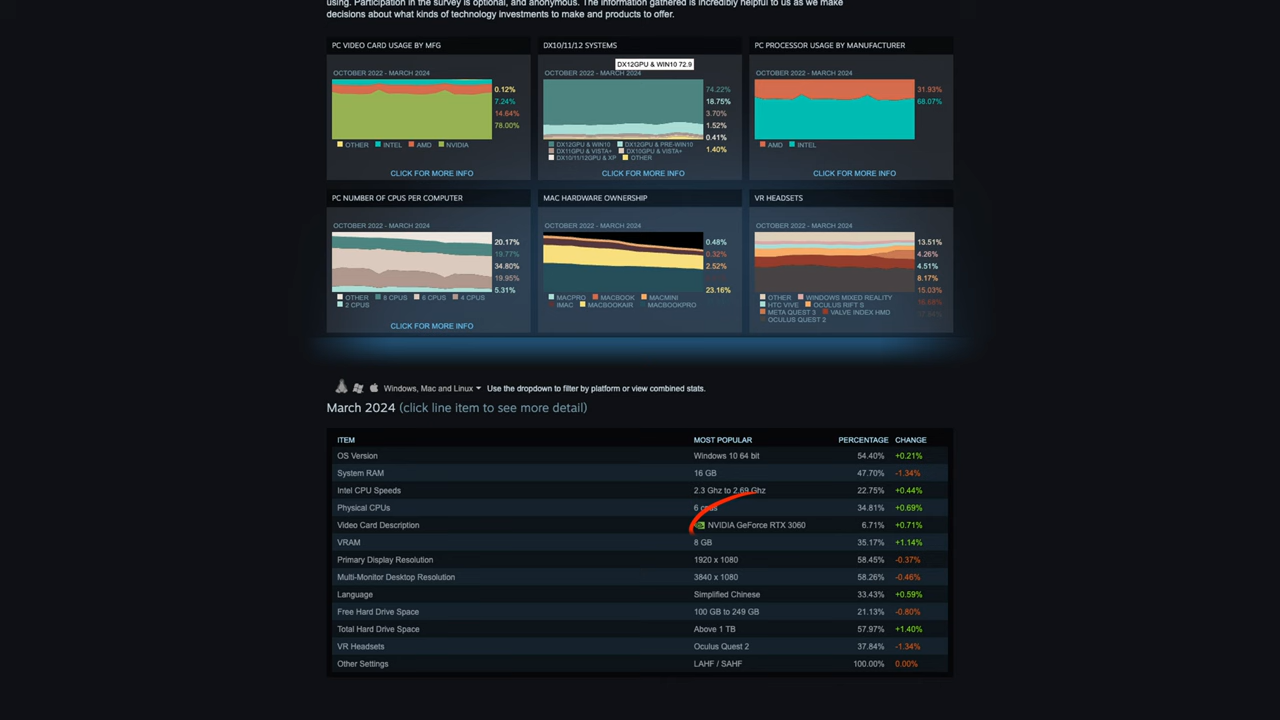 using. Participation in the survey is optional, and anonymous. The information gathered is incredibly helpful to us as we make
decisions about what kinds of technology investments to make and products to offer.
PC VIDEO CARD USAGE BY MFG
OCTOBER 2022 - MARCH 2024
0.12%
7.24%
14.64%
78.00%
OTHER INTEL AMD NVIDIA
CLICK FOR MORE INFO
DX10/11/12 SYSTEMS
DX12GPU & WIN10 72.9
OCTOBER 2022 - MARCH 2024
74.22%
18.75%
3.70%
1.52%
0.41%
1.40%
DX12GPU & WIN10 DX12GPU & PRE-WIN10
DX11GPU & VISTA+ DX10GPU & VISTA+
DX10/11/12GPU & XP OTHER
CLICK FOR MORE INFO
PC PROCESSOR USAGE BY MANUFACTURER
OCTOBER 2022 - MARCH 2024
31.93%
68.07%
AMD INTEL
CLICK FOR MORE INFO
PC NUMBER OF CPUS PER COMPUTER
OCTOBER 2022 - MARCH 2024
20.17%
19.77%
34.80%
19.95%
5.31%
OTHER 8 CPUS 6 CPUS 4 CPUS
2 CPUS
CLICK FOR MORE INFO
MAC HARDWARE OWNERSHIP
OCTOBER 2022 - MARCH 2024
0.48%
0.32%
2.52%
23.16%
MACPRO MACBOOK MACMINI
IMAC MACBOOKAIR MACBOOKPRO
VR HEADSETS
OCTOBER 2022 - MARCH 2024
13.51%
4.26%
4.51%
8.17%
15.03%
OTHER WINDOWS MIXED REALITY
HTC VIVE OCULUS RIFT S
META QUEST 3 VALVE INDEX HMD
OCULUS QUEST 2
Windows, Mac and Linux Use the dropdown to filter by platform or view combined stats.
March 2024 (click line item to see more detail)
ITEM MOST POPULAR PERCENTAGE CHANGE
OS Version Windows 10 64 bit 54.40% +0.21%
System RAM 16 GB 47.70% -1.34%
Intel CPU Speeds 2.3 Ghz to 2.69 Ghz 22.75% +0.44%
Physical CPUs 6 cpus 34.81% +0.69%
Video Card Description NVIDIA GeForce RTX 3060 6.71% +0.71%
VRAM 8 GB 35.17% +1.14%
Primary Display Resolution 1920 x 1080 58.45% -0.37%
Multi-Monitor Desktop Resolution 3840 x 1080 58.26% -0.46%
Language Simplified Chinese 33.43% +0.59%
Free Hard Drive Space 100 GB to 249 GB 21.13% -0.80%
Total Hard Drive Space Above 1 TB 57.97% +1.40%
VR Headsets Oculus Quest 2 37.84% -1.34%
Other Settings LAHF / SAHF 100.00% 0.00%